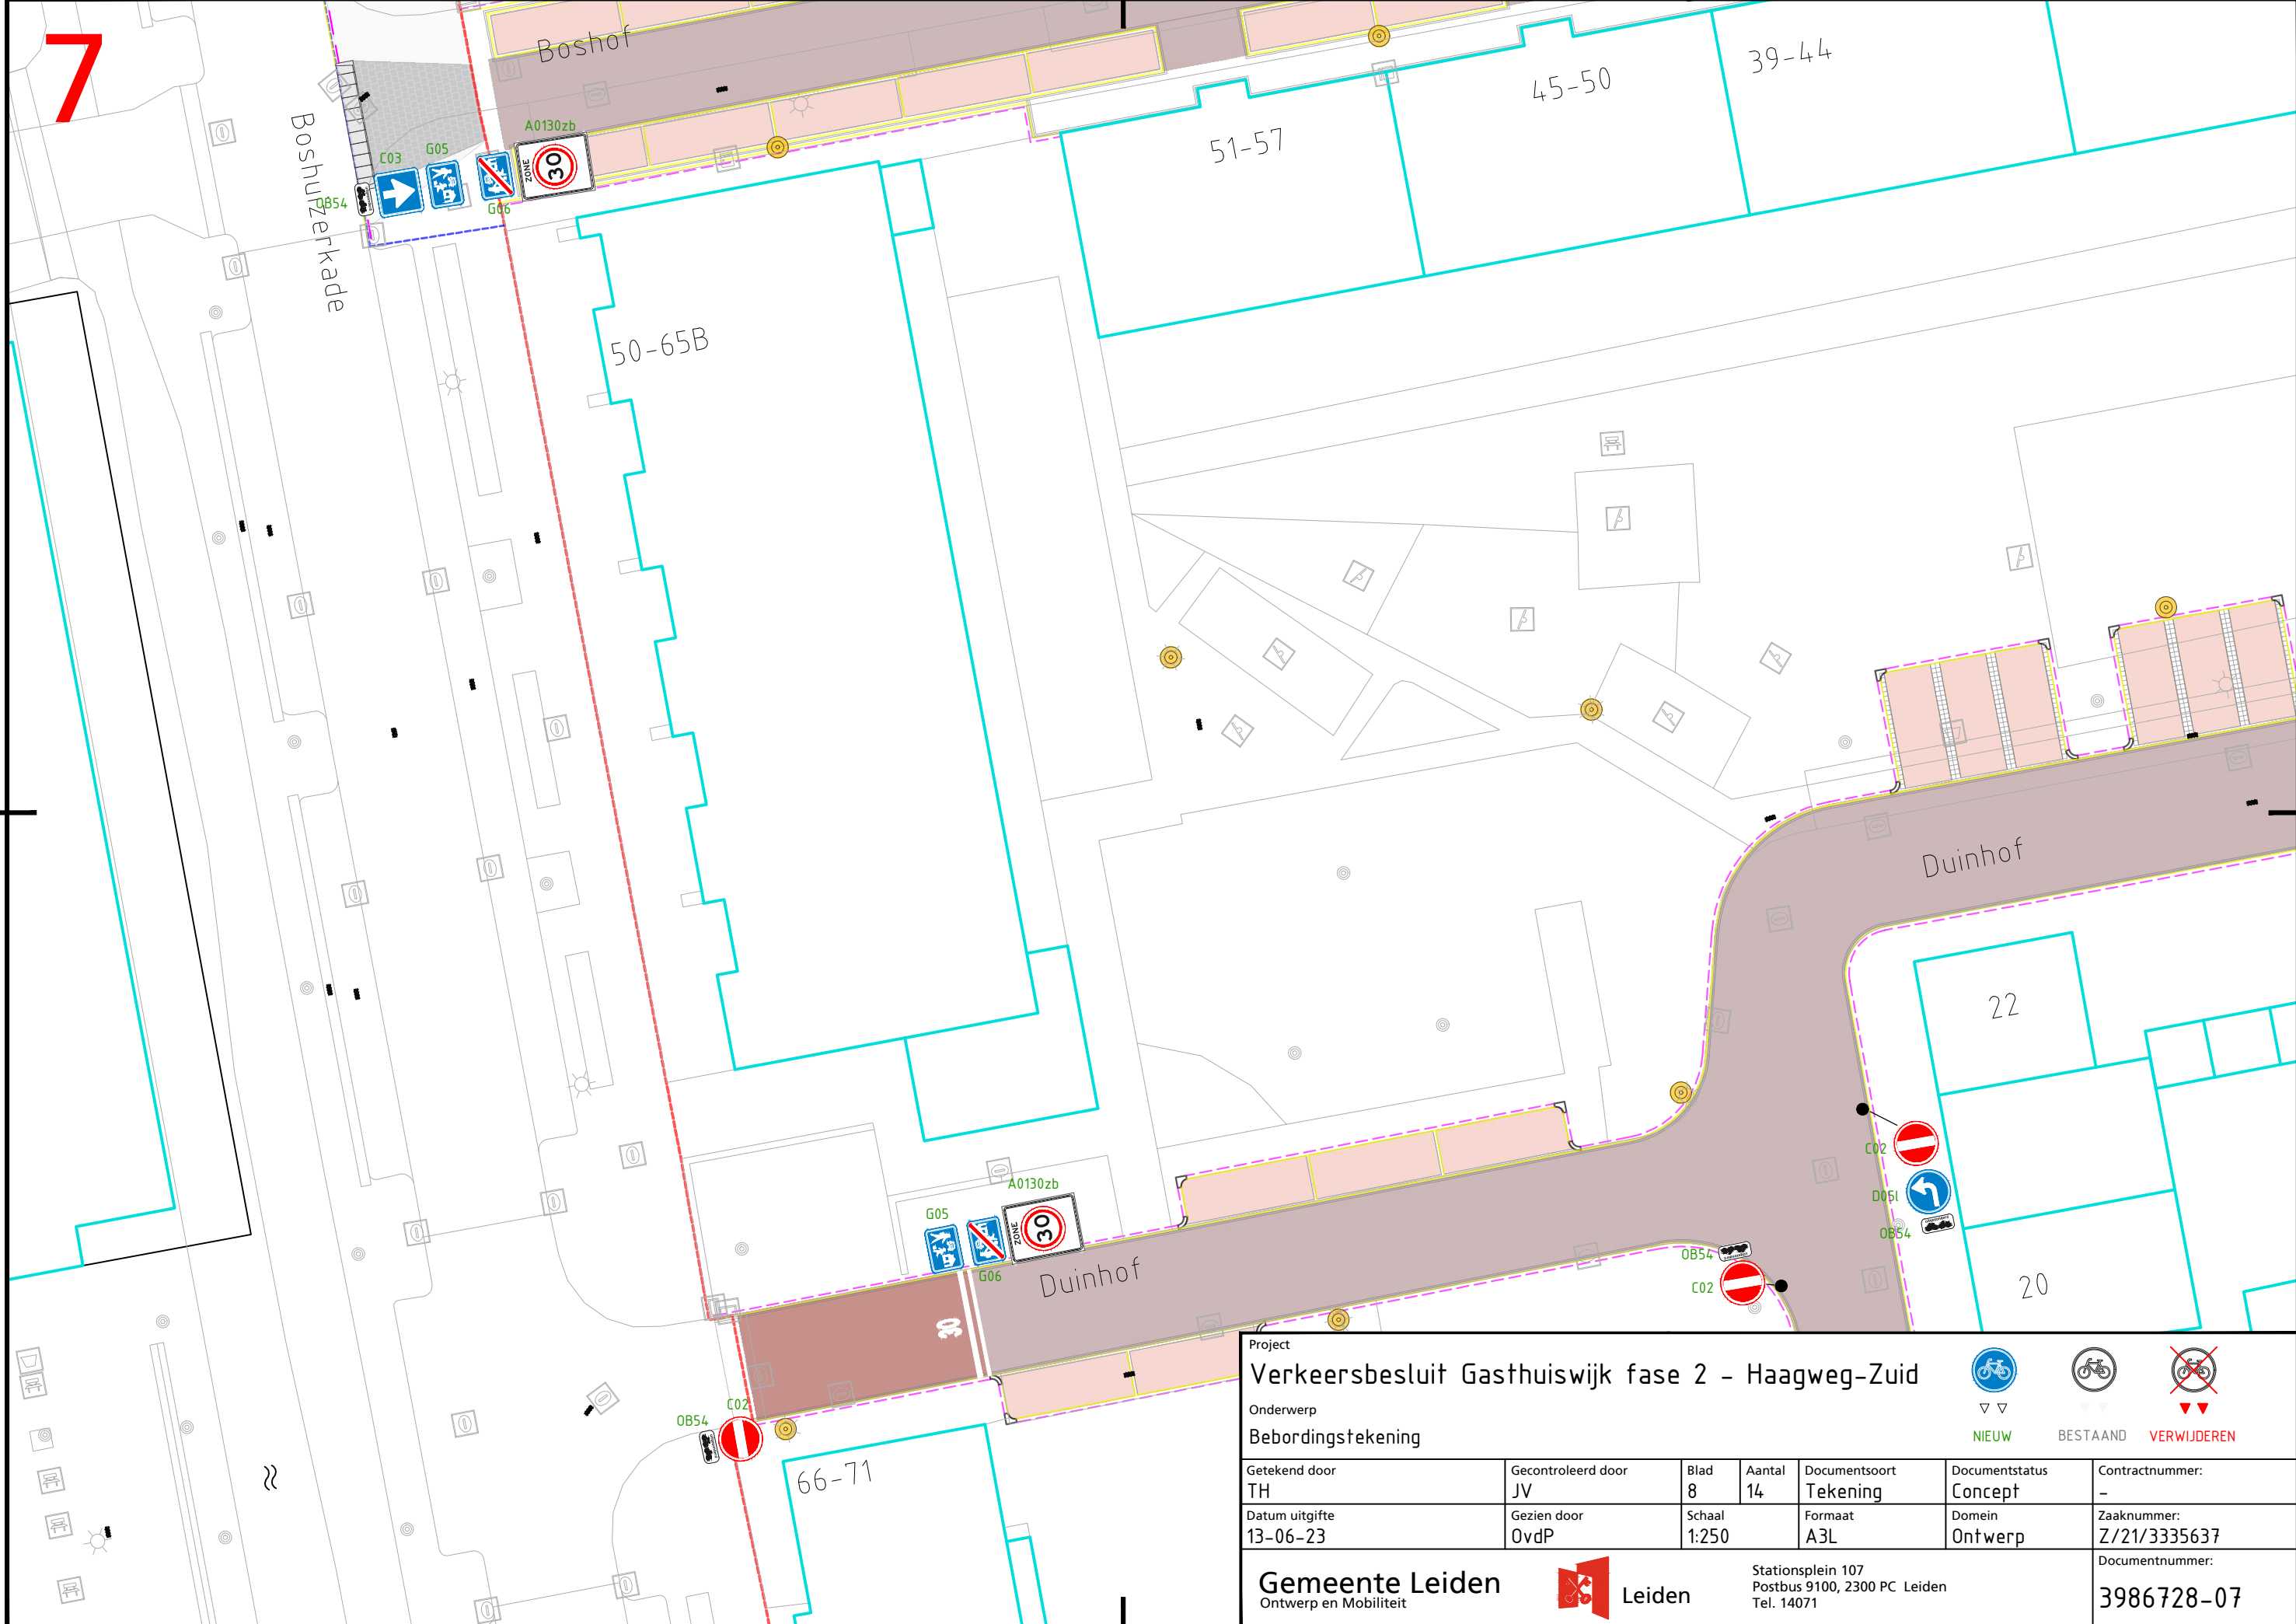 7
Boshof
39-44
45-50
51-57
A0130zb
G05
C03
ZONE
30
OB54
G06
Boshuizerkade
50-65B
Duinhof
22
C02
D05l
OB54
20
OB54
C02
A0130zb
G05
ZONE
30
G06
Duinhof
30
C02
OB54
66-71
Project
Verkeersbesluit Gasthuiswijk fase 2 - Haagweg-Zuid
Onderwerp
Bebordingstekening
NIEUW
BESTAAND
VERWIJDEREN
Getekend door
TH
Gecontroleerd door
JV
Blad
8
Aantal
14
Documentsoort
Tekening
Documentstatus
Concept
Contractnummer:
-
Datum uitgifte
13-06-23
Gezien door
OvdP
Schaal
1:250
Formaat
A3L
Domein
Ontwerp
Zaaknummer:
Z/21/3335637
Gemeente Leiden
Ontwerp en Mobiliteit
Leiden
Stationsplein 107
Postbus 9100, 2300 PC Leiden
Tel. 14071
Documentnummer:
3986728-07